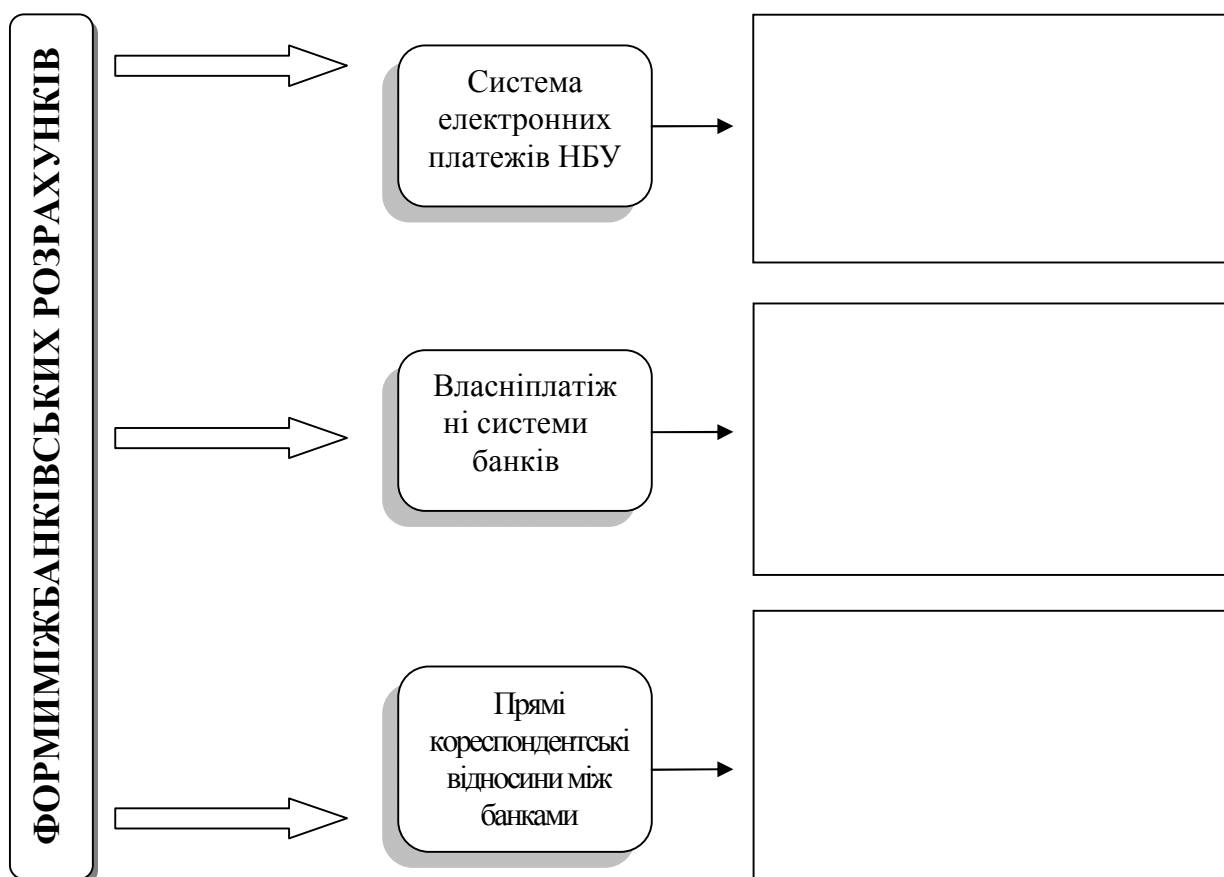 ФОРМИМІЖБАНКІВСЬКИХ РОЗРАХУНКІВ
Система
електронних
платежів НБУ
Власніплатіж
ні системи
банків
Прямі
кореспондентські
відносини між
банками